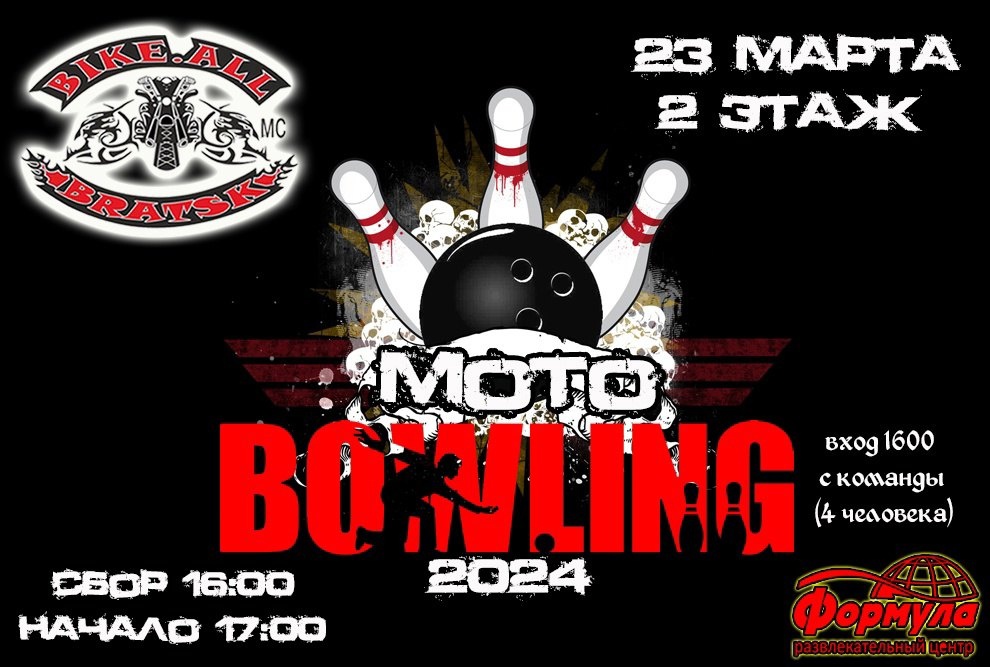 BIKE.ALL
MC
BRATSK
23 МАРТА
2 ЭТАЖ
Мото
BOWLING
2024
вход 1600
с команды
(4 человека)
СБОР 16:00
НАЧАЛО 17:00
Формула
развлекательный центр